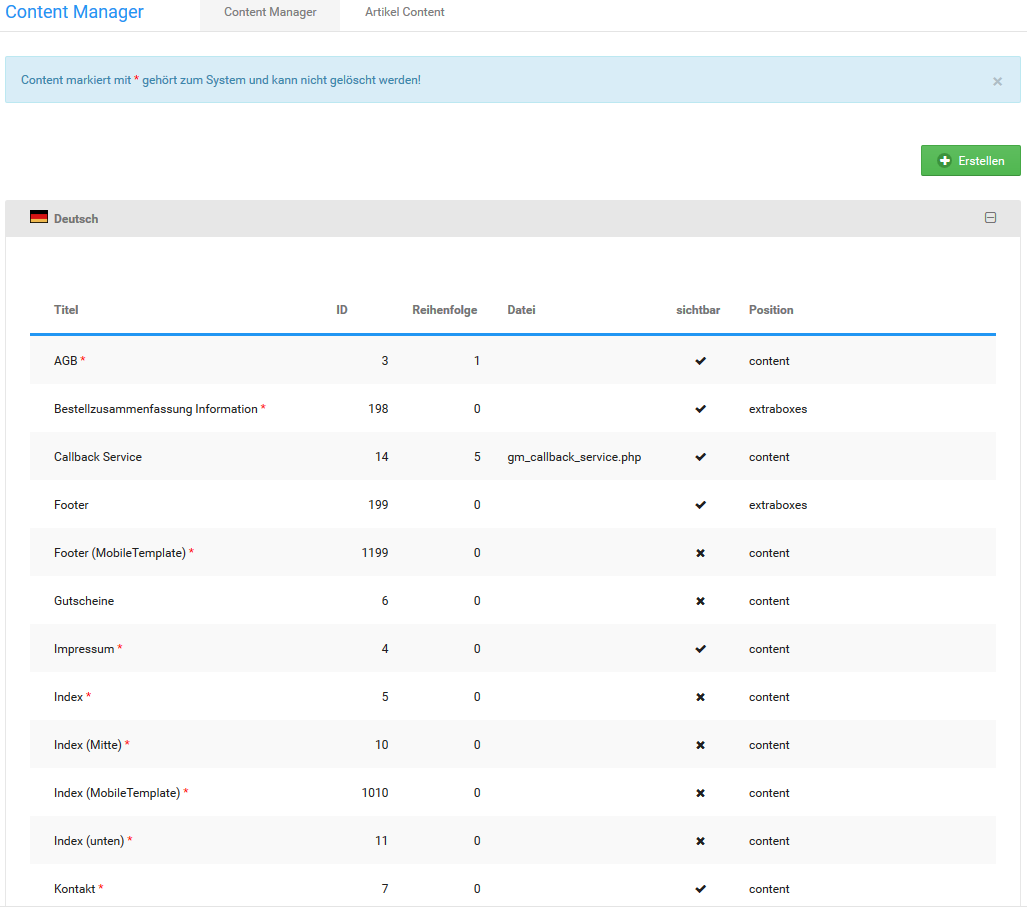 Content Manager Content Manager Artikel Content
Content markiert mit * gehört zum System und kann nicht gelöscht werden! ×
Erstellen
Deutsch
Titel ID Reihenfolge Datei sichtbar Position
AGB * 3 1 content
Bestellzusammenfassung Information * 198 0 extraboxes
Callback Service 14 5 gm_callback_service.php content
Footer 199 0 extraboxes
Footer (MobileTemplate) * 1199 0 content
Gutscheine 6 0 content
Impressum * 4 0 content
Index * 5 0 content
Index (Mitte) * 10 0 content
Index (MobileTemplate) * 1010 0 content
Index (unten) * 11 0 content
Kontakt * 7 0 content